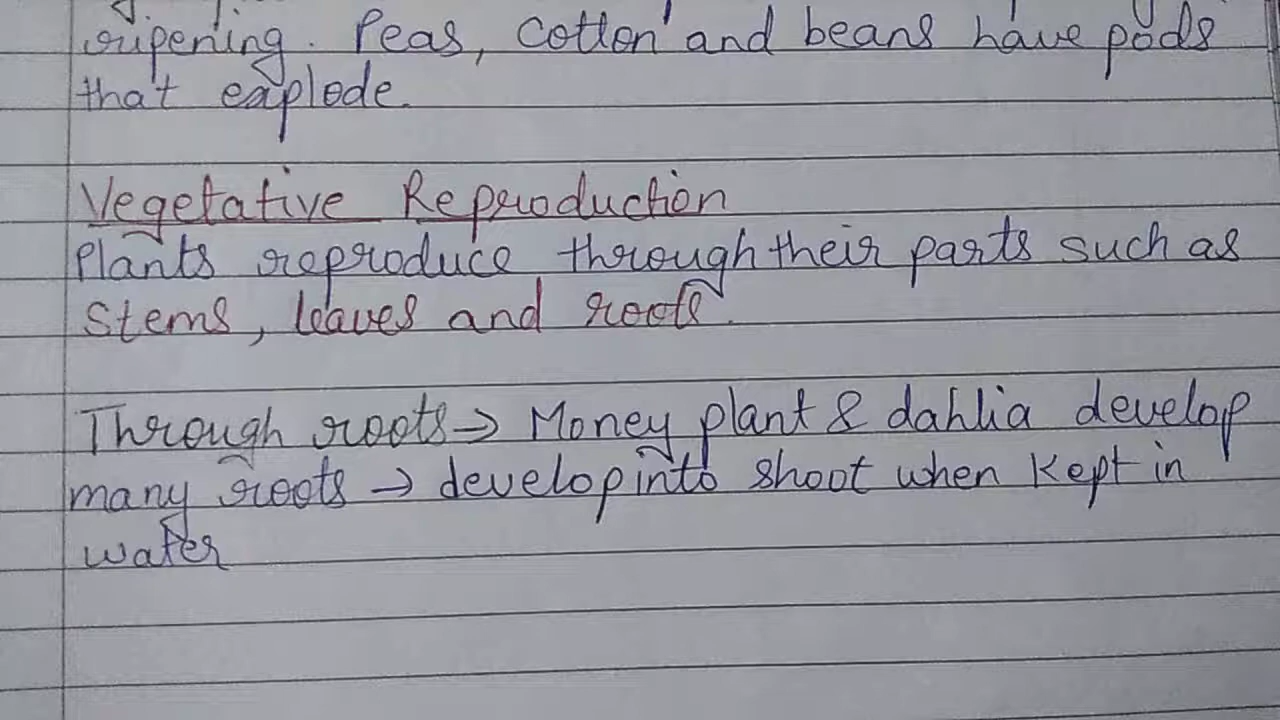 ripening. Peas, cotton and beans have pods
that explode.
Vegetative Reproduction
Plants reproduce through their parts such as
stems, leaves and roots.
Through roots → Money plant & dahlia develop
many roots → develop into shoot when kept in
water